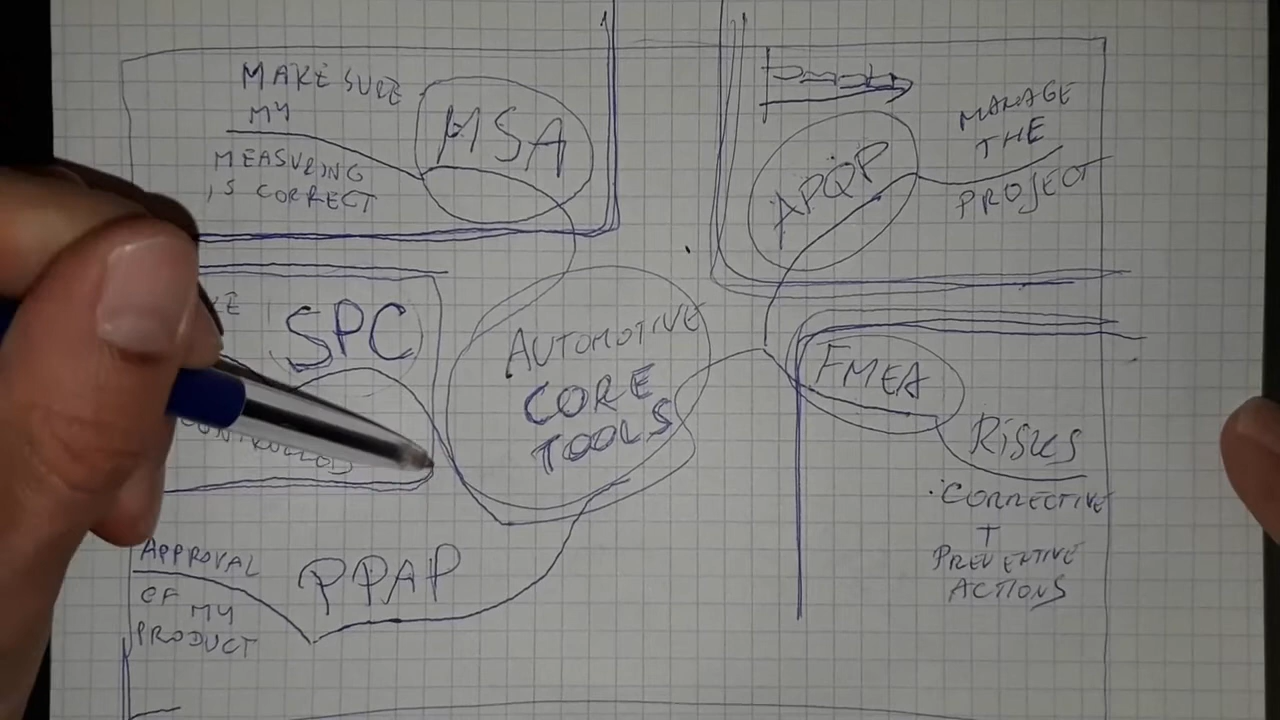 MAKE SURE
MY
MEASURING
IS CORRECT
MSA
APQP
MANAGE
THE
PROJECT
SPC
AUTOMOTIVE
CORE
TOOLS
FMEA
RISKS
CORRECTIVE
+
PREVENTIVE
ACTIONS
APPROVAL
OF MY
PRODUCT
PPAP